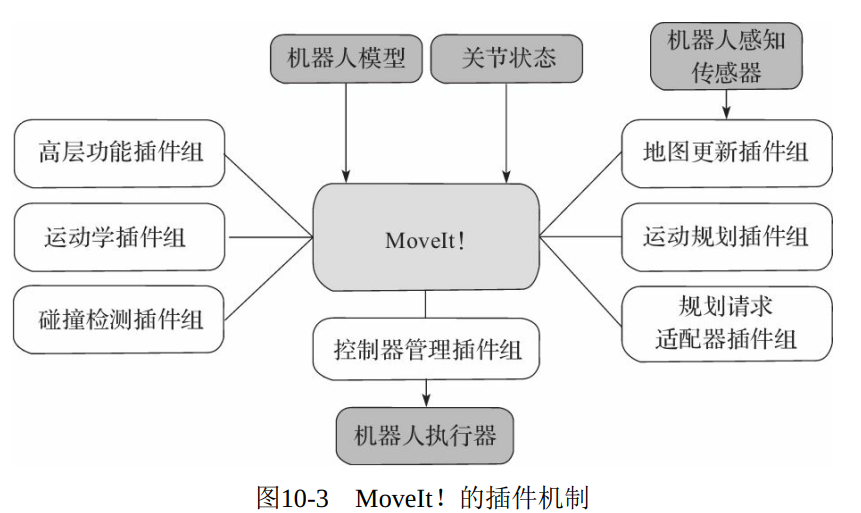 机器人模型
关节状态
机器人感知
传感器
高层功能插件组
地图更新插件组
运动学插件组
MoveIt!
运动规划插件组
碰撞检测插件组
规划请求
适配器插件组
控制器管理插件组
机器人执行器
图10-3 MoveIt!的插件机制